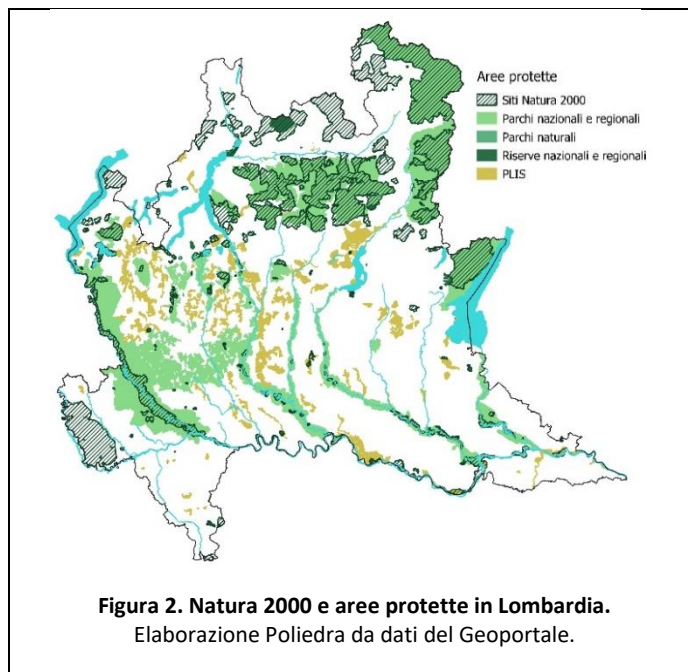 Aree protette
Siti Natura 2000
Parchi nazionali e regionali
Parchi naturali
Riserve nazionali e regionali
PLIS
Figura 2. Natura 2000 e aree protette in Lombardia.
Elaborazione Poliedra da dati del Geoportale.